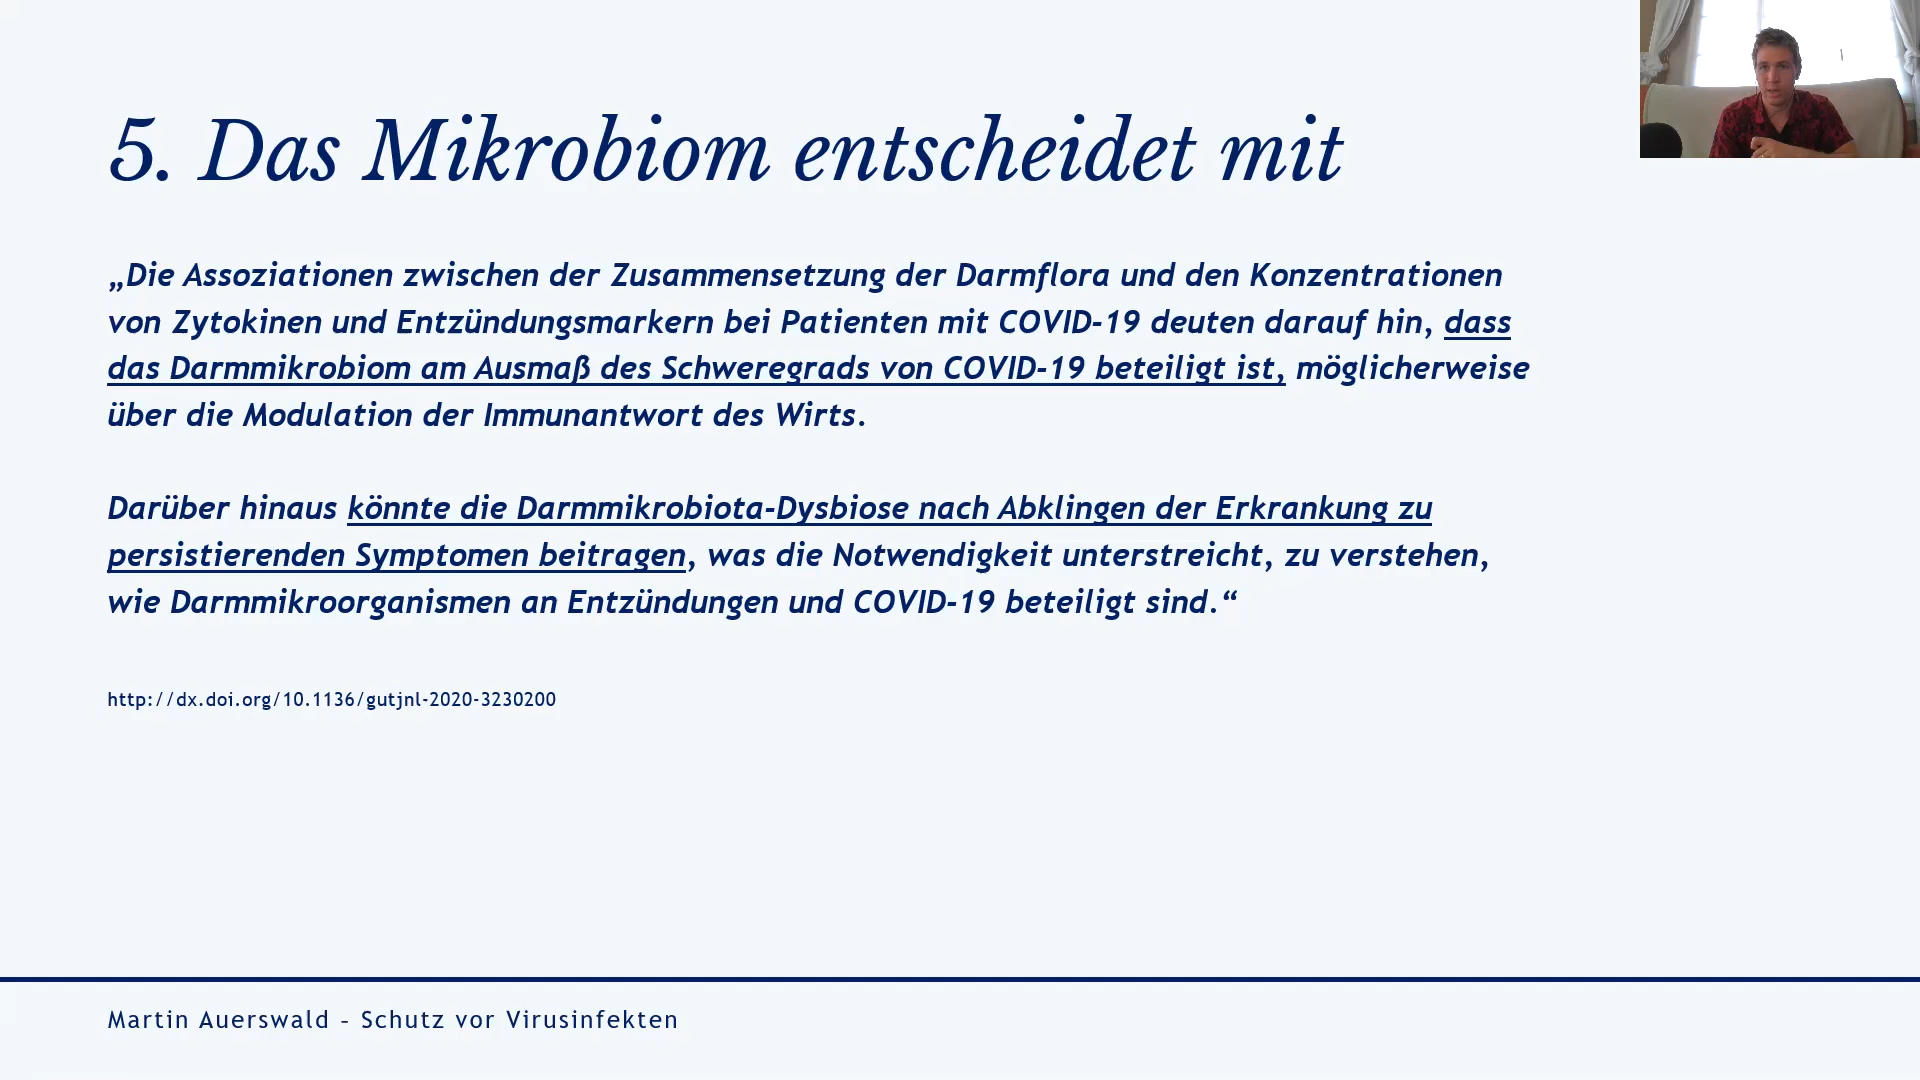 5. Das Mikrobiom entscheidet mit
„Die Assoziationen zwischen der Zusammensetzung der Darmflora und den Konzentrationen
von Zytokinen und Entzündungsmarkern bei Patienten mit COVID-19 deuten darauf hin, dass
das Darmmikrobiom am Ausmaß des Schweregrads von COVID-19 beteiligt ist, möglicherweise
über die Modulation der Immunantwort des Wirts.
Darüber hinaus könnte die Darmmikrobiota-Dysbiose nach Abklingen der Erkrankung zu
persistierenden Symptomen beitragen, was die Notwendigkeit unterstreicht, zu verstehen,
wie Darmmikroorganismen an Entzündungen und COVID-19 beteiligt sind.“
http://dx.doi.org/10.1136/gutjnl-2020-3230200
Martin Auerswald – Schutz vor Virusinfekten